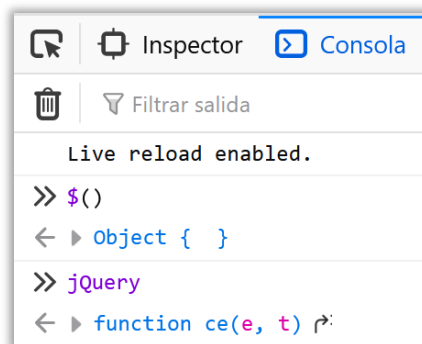 Inspector Consola
Filtrar salida
Live reload enabled.
$()
Object { }
jQuery
function ce(e, t)